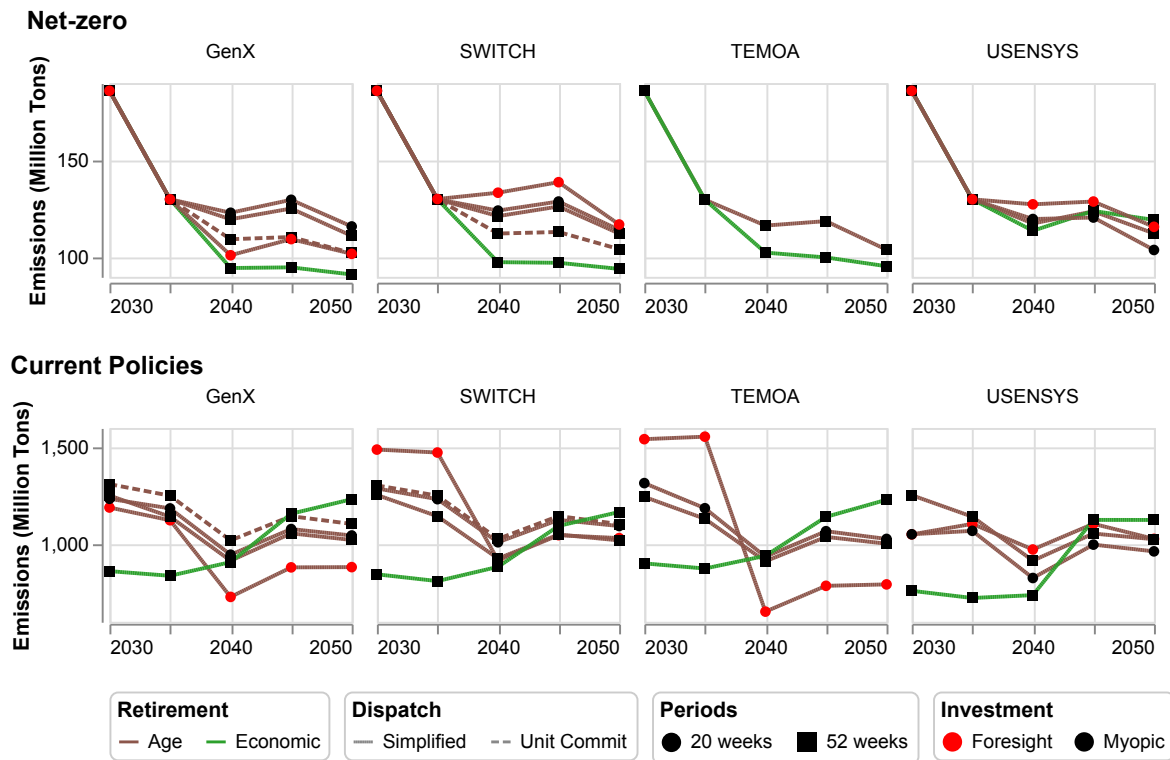 Net-zero
GenX SWITCH TEMOA USENSYS
Emissions (Million Tons)
150
100
2030 2040 2050 2030 2040 2050 2030 2040 2050 2030 2040 2050
Current Policies
GenX SWITCH TEMOA USENSYS
Emissions (Million Tons)
1,500
1,000
2030 2040 2050 2030 2040 2050 2030 2040 2050 2030 2040 2050
Retirement Dispatch Periods Investment
Age Economic Simplified Unit Commit 20 weeks 52 weeks Foresight Myopic